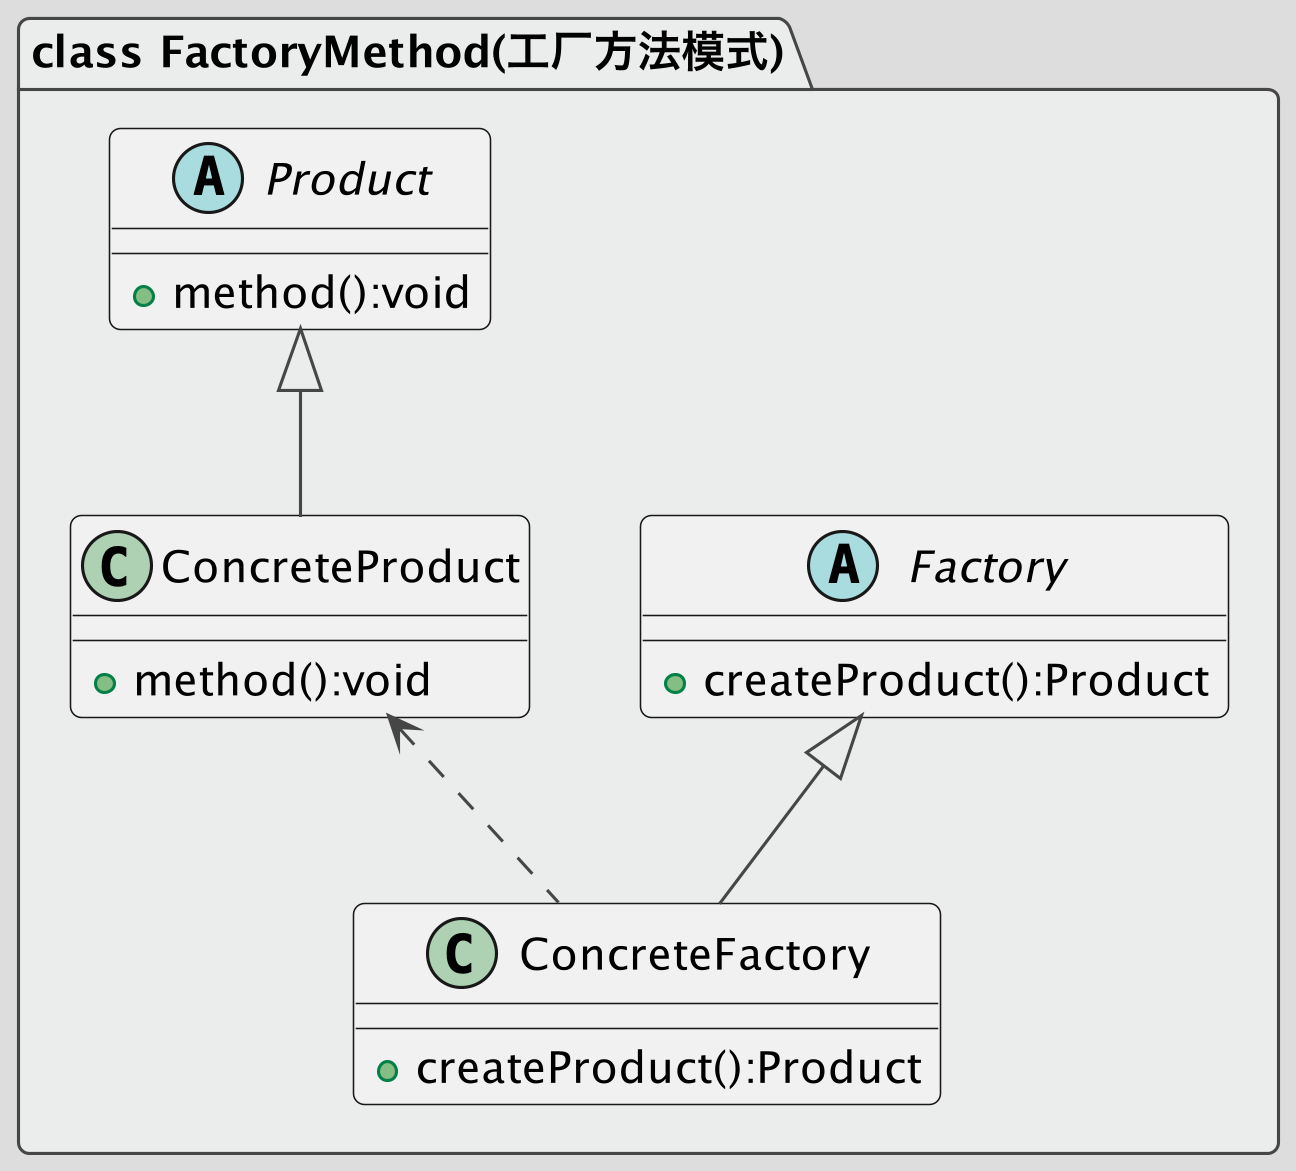 class FactoryMethod(工厂方法模式)
A Product
method():void
C ConcreteProduct
method():void
A Factory
createProduct():Product
C ConcreteFactory
createProduct():Product